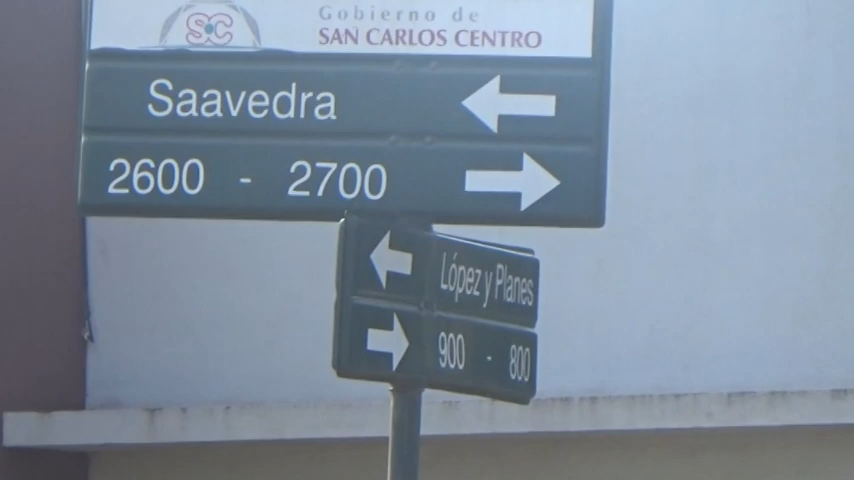 SC
Gobierno de
SAN CARLOS CENTRO
Saavedra
2600 - 2700
López y Planes
900 - 800